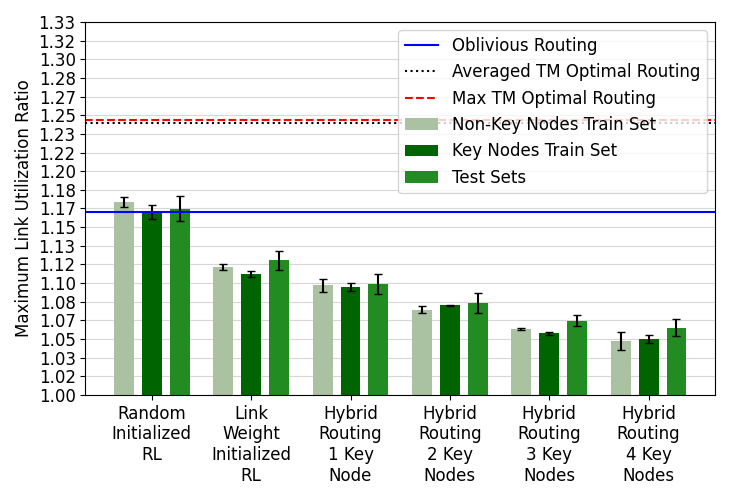 Maximum Link Utilization Ratio
1.33
1.32
1.30
1.28
1.27
1.25
1.23
1.22
1.20
1.18
1.17
1.15
1.13
1.12
1.10
1.08
1.07
1.05
1.03
1.02
1.00
Oblivious Routing
Averaged TM Optimal Routing
Max TM Optimal Routing
Non-Key Nodes Train Set
Key Nodes Train Set
Test Sets
Random
Initialized
RL
Link
Weight
Initialized
RL
Hybrid
Routing
1 Key
Node
Hybrid
Routing
2 Key
Nodes
Hybrid
Routing
3 Key
Nodes
Hybrid
Routing
4 Key
Nodes